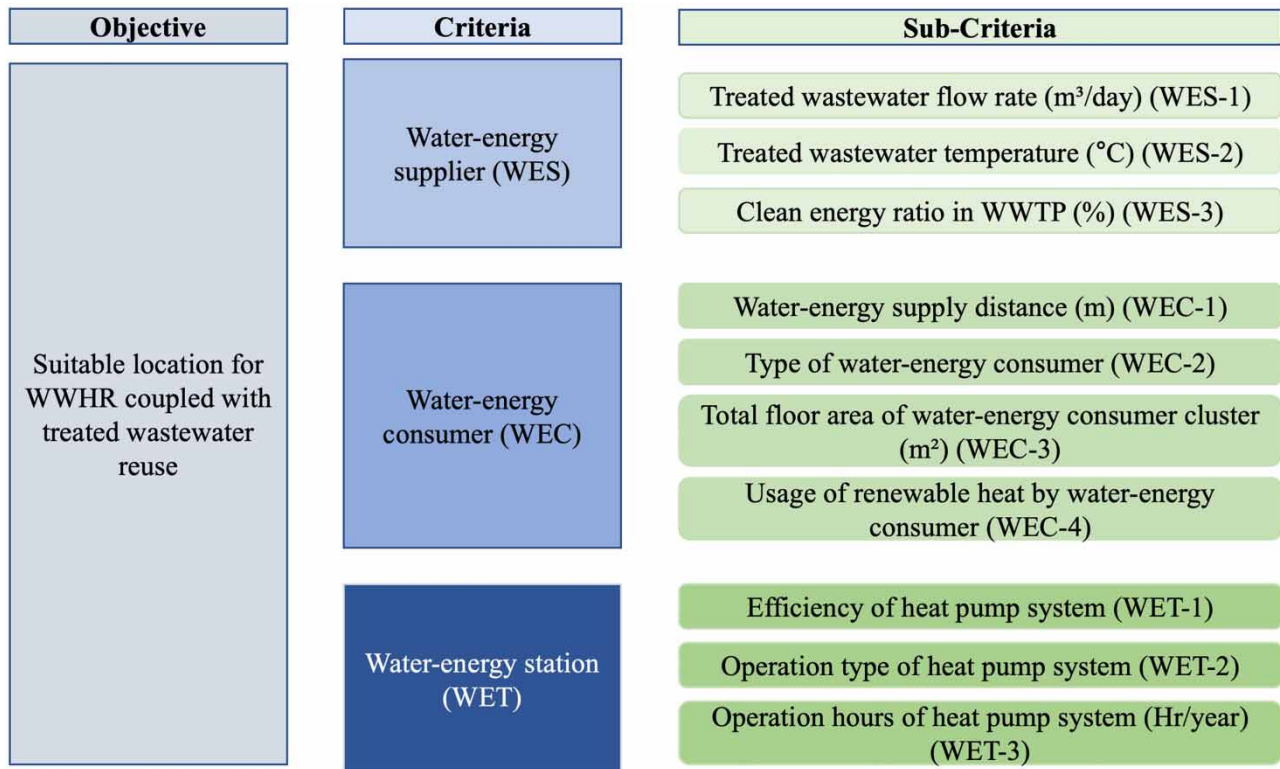 Objective
Criteria
Sub-Criteria
Suitable location for
WWHR coupled with
treated wastewater
reuse
Water-energy
supplier (WES)
Treated wastewater flow rate (m³/day) (WES-1)
Treated wastewater temperature (°C) (WES-2)
Clean energy ratio in WWTP (%) (WES-3)
Water-energy
consumer (WEC)
Water-energy supply distance (m) (WEC-1)
Type of water-energy consumer (WEC-2)
Total floor area of water-energy consumer cluster
(m²) (WEC-3)
Usage of renewable heat by water-energy
consumer (WEC-4)
Water-energy station
(WET)
Efficiency of heat pump system (WET-1)
Operation type of heat pump system (WET-2)
Operation hours of heat pump system (Hr/year)
(WET-3)